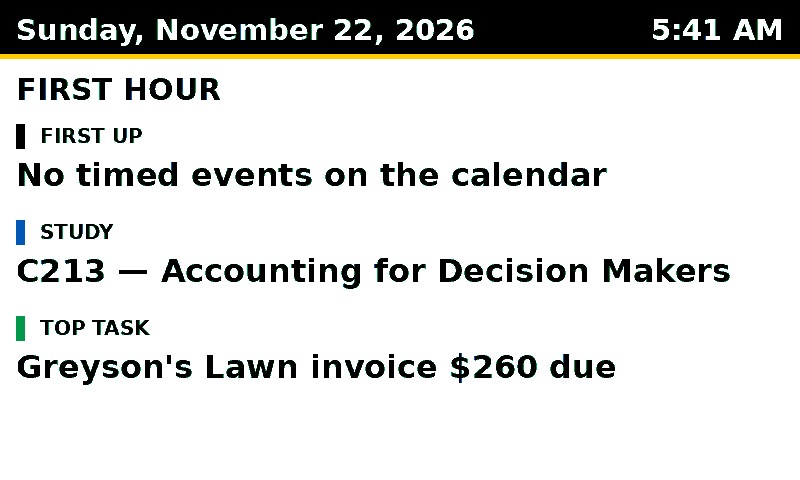 Sunday, November 22, 2026 5:41 AM
FIRST HOUR
FIRST UP
No timed events on the calendar
STUDY
C213 — Accounting for Decision Makers
TOP TASK
Greyson's Lawn invoice $260 due